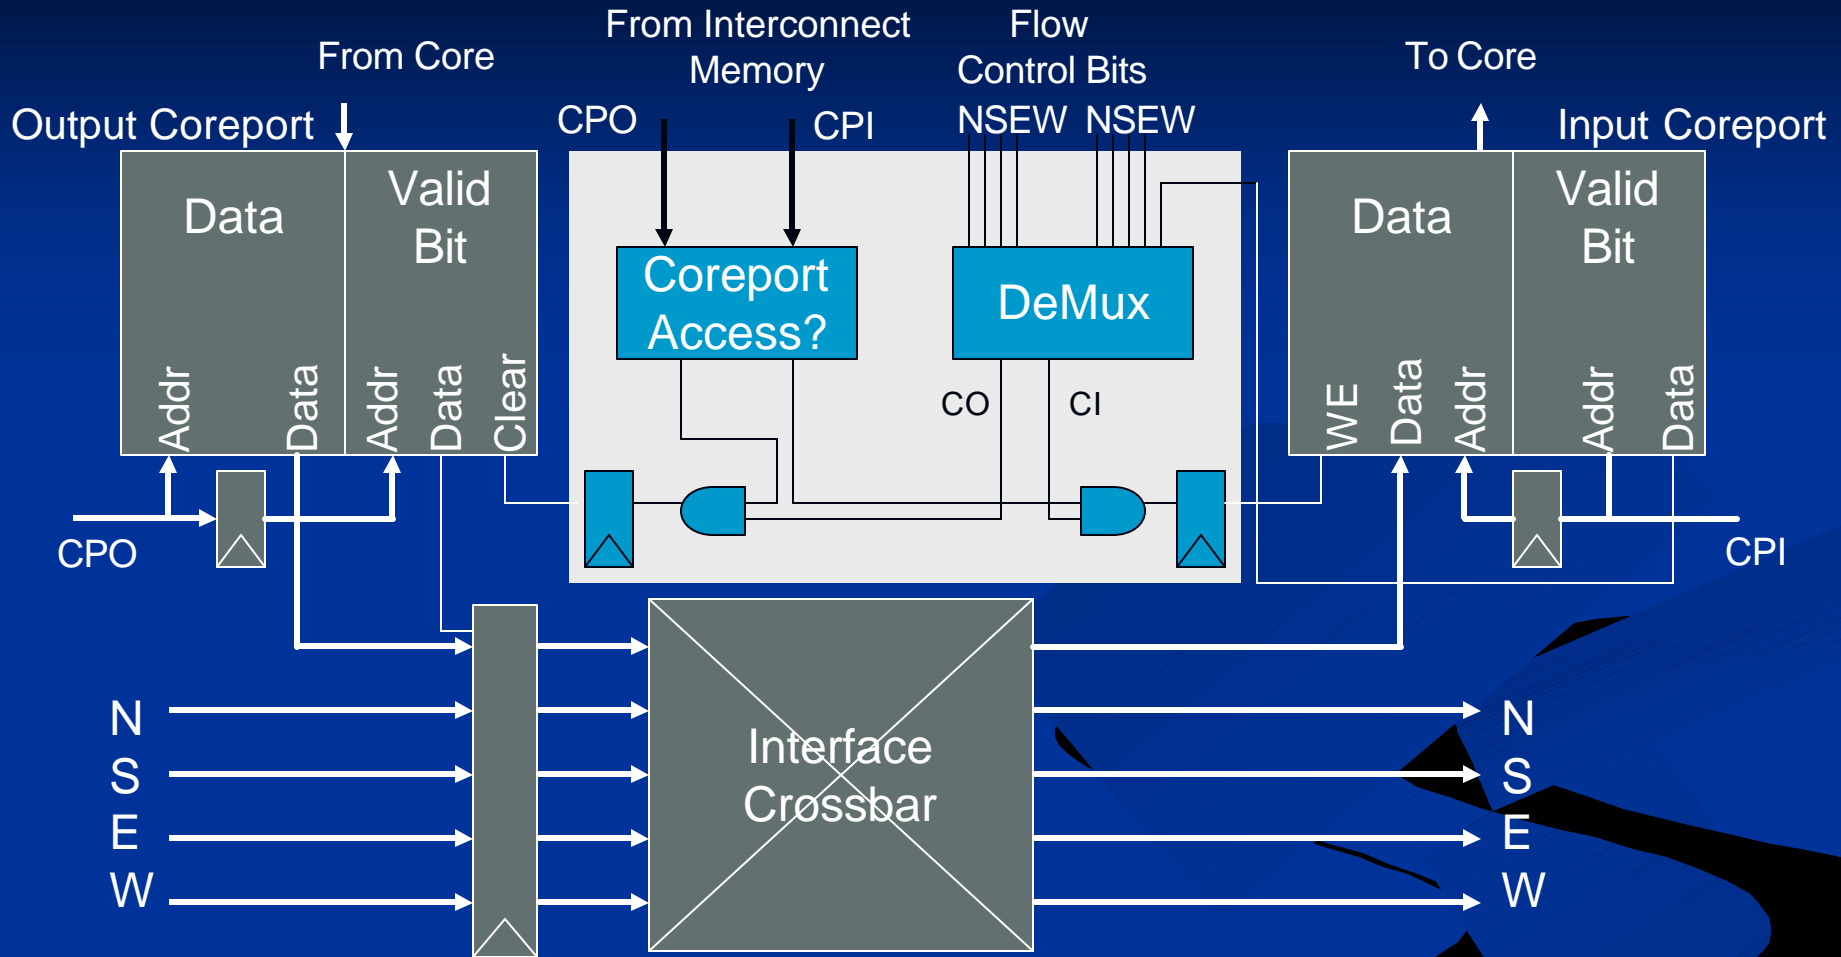 From Interconnect
Memory
Flow
Control Bits
From Core
To Core
Output Coreport
CPO
CPI
NSEW NSEW
Input Coreport
Data
Valid
Bit
Addr
Data
Addr
Data
Clear
Coreport
Access?
DeMux
CO
CI
Data
Valid
Bit
WE
Data
Addr
Addr
Data
CPO
CPI
N
S
E
W
Interface
Crossbar
N
S
E
W